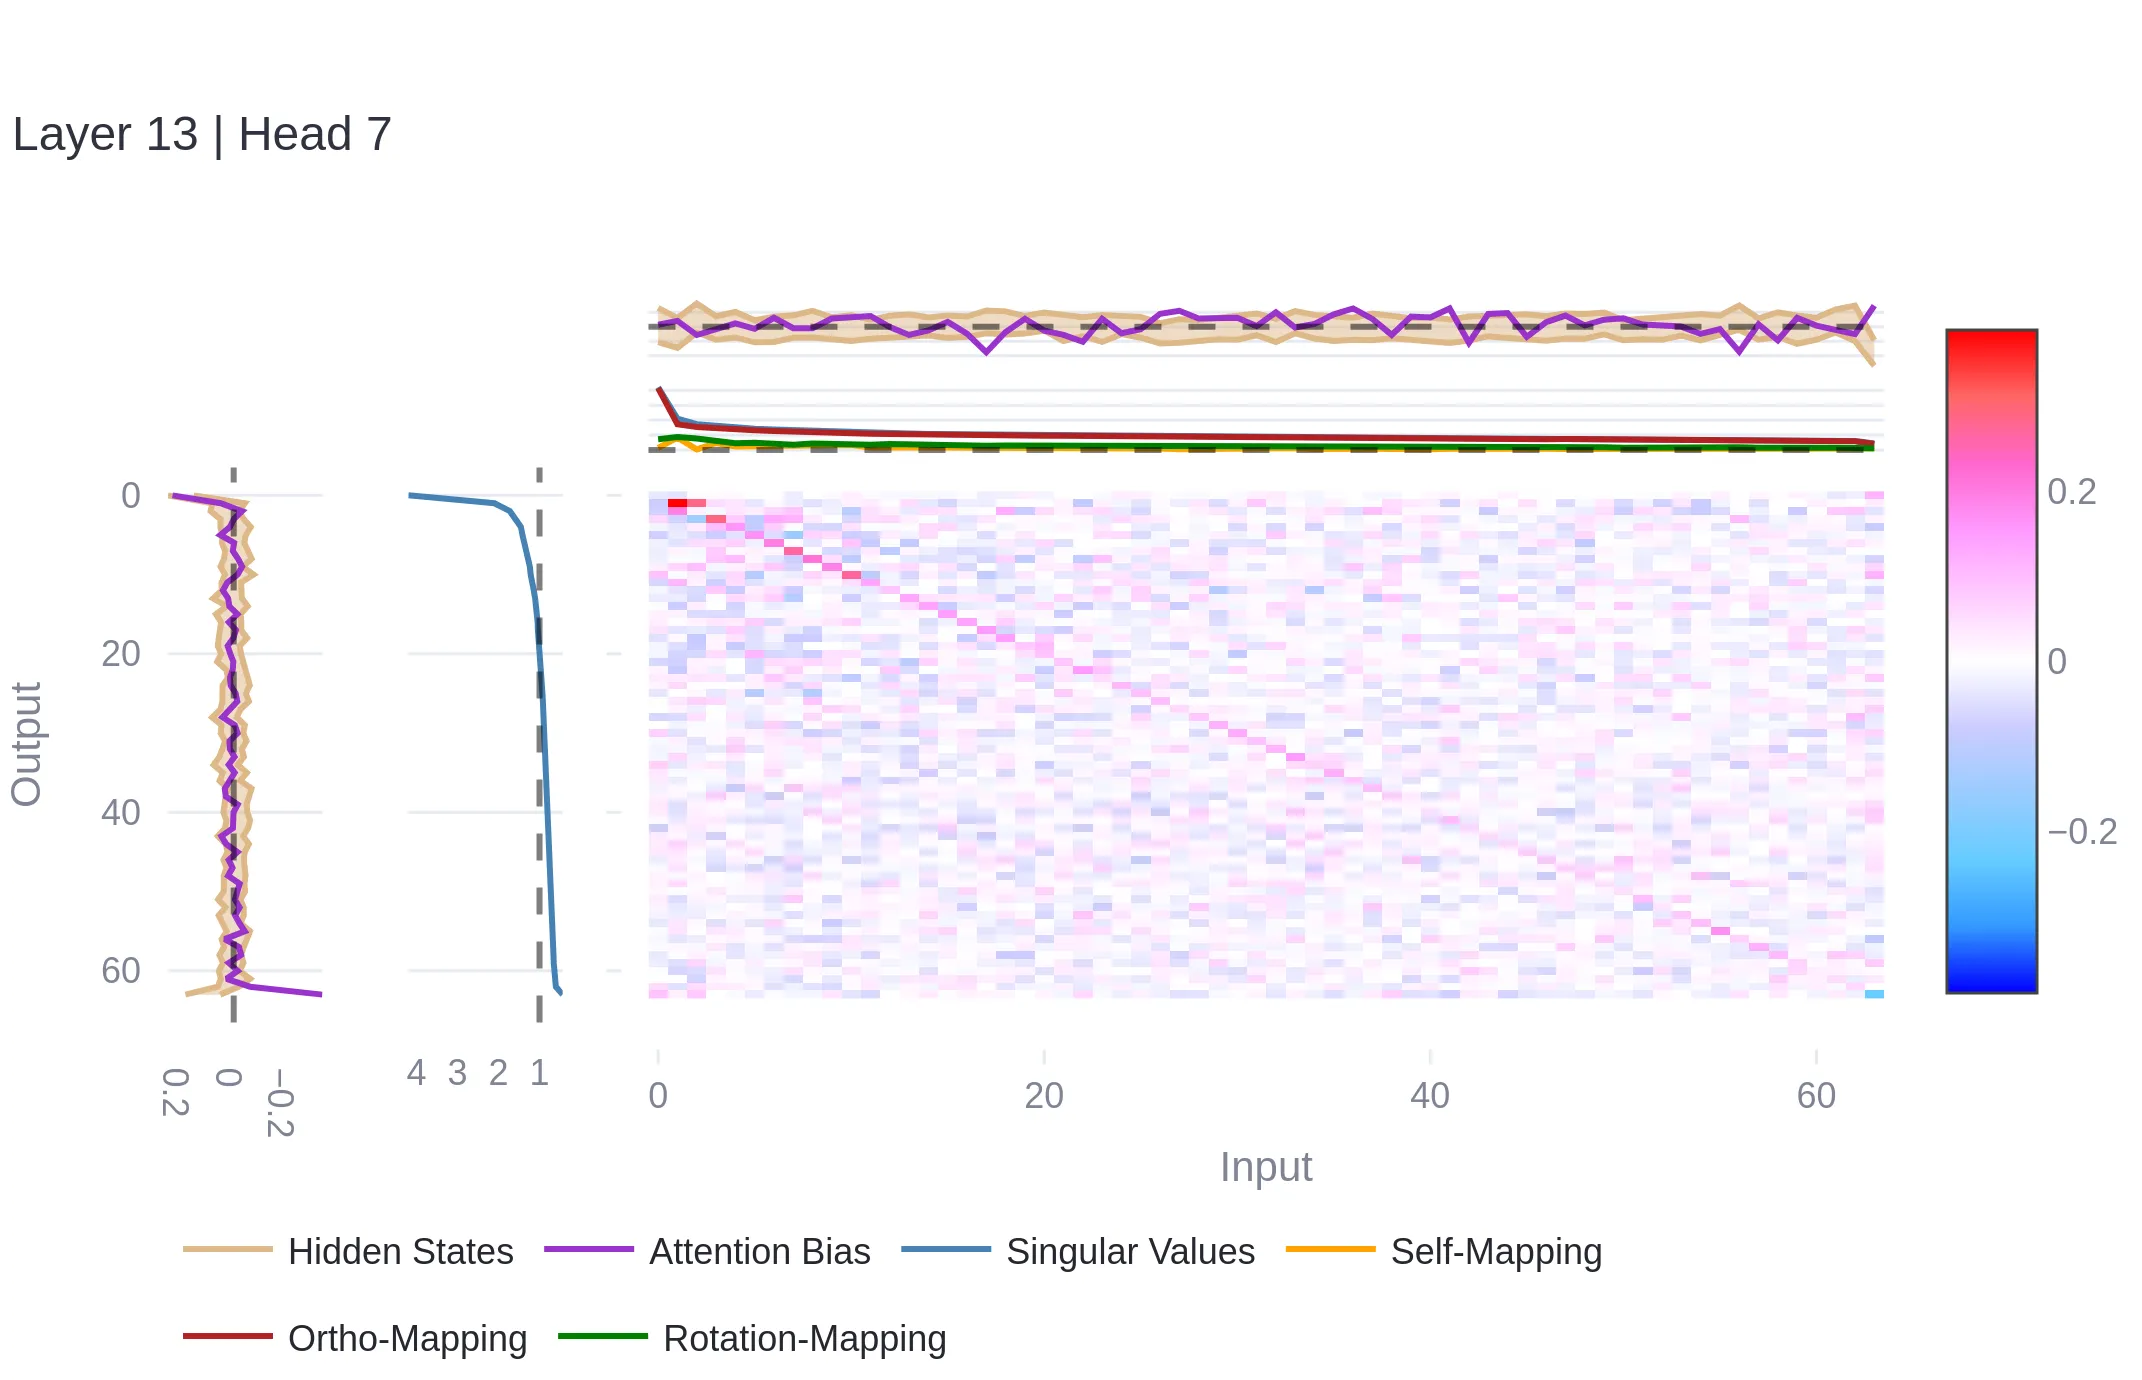 Layer 13 | Head 7
0
20
40
60
Output
0.2
0
−0.2
4 3 2 1
0 20 40 60
Input
0.2
0
−0.2
Hidden States Attention Bias Singular Values Self-Mapping
Ortho-Mapping Rotation-Mapping